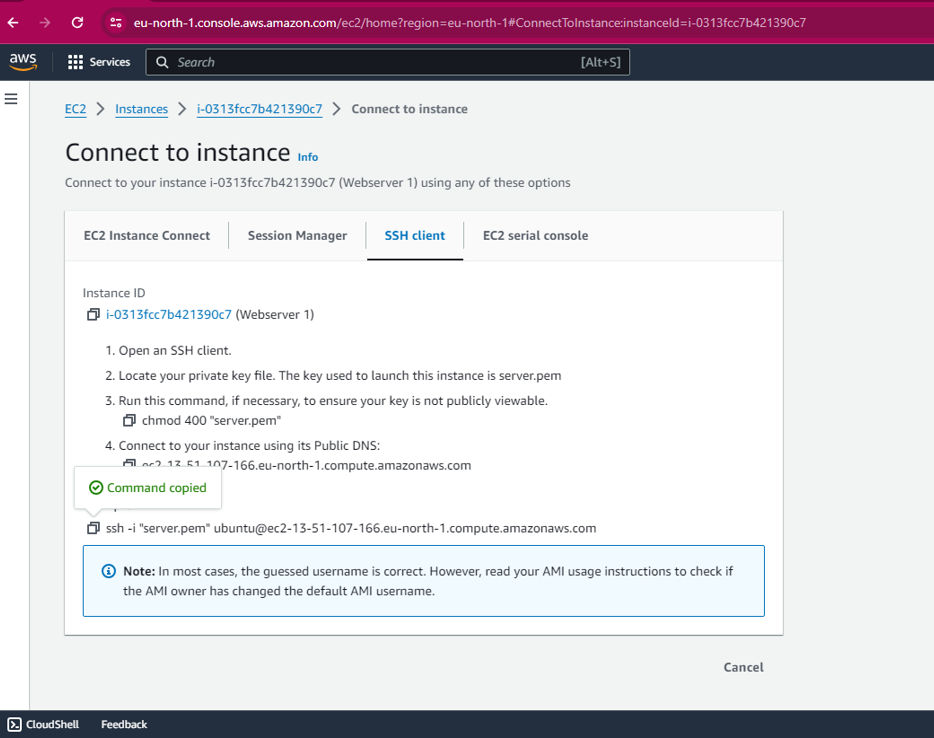 eu-north-1.console.aws.amazon.com/ec2/home?region=eu-north-1#ConnectToInstance:instanceId=i-0313fcc7b421390c7
aws
Services
Search
[Alt+S]
EC2 > Instances > i-0313fcc7b421390c7 > Connect to instance
Connect to instance Info
Connect to your instance i-0313fcc7b421390c7 (Webserver 1) using any of these options
EC2 Instance Connect
Session Manager
SSH client
EC2 serial console
Instance ID
i-0313fcc7b421390c7 (Webserver 1)
1. Open an SSH client.
2. Locate your private key file. The key used to launch this instance is server.pem
3. Run this command, if necessary, to ensure your key is not publicly viewable.
chmod 400 "server.pem"
4. Connect to your instance using its Public DNS:
ec2-13-51-107-166.eu-north-1.compute.amazonaws.com
Command copied
ssh -i "server.pem" ubuntu@ec2-13-51-107-166.eu-north-1.compute.amazonaws.com
Note: In most cases, the guessed username is correct. However, read your AMI usage instructions to check if
the AMI owner has changed the default AMI username.
Cancel
CloudShell
Feedback